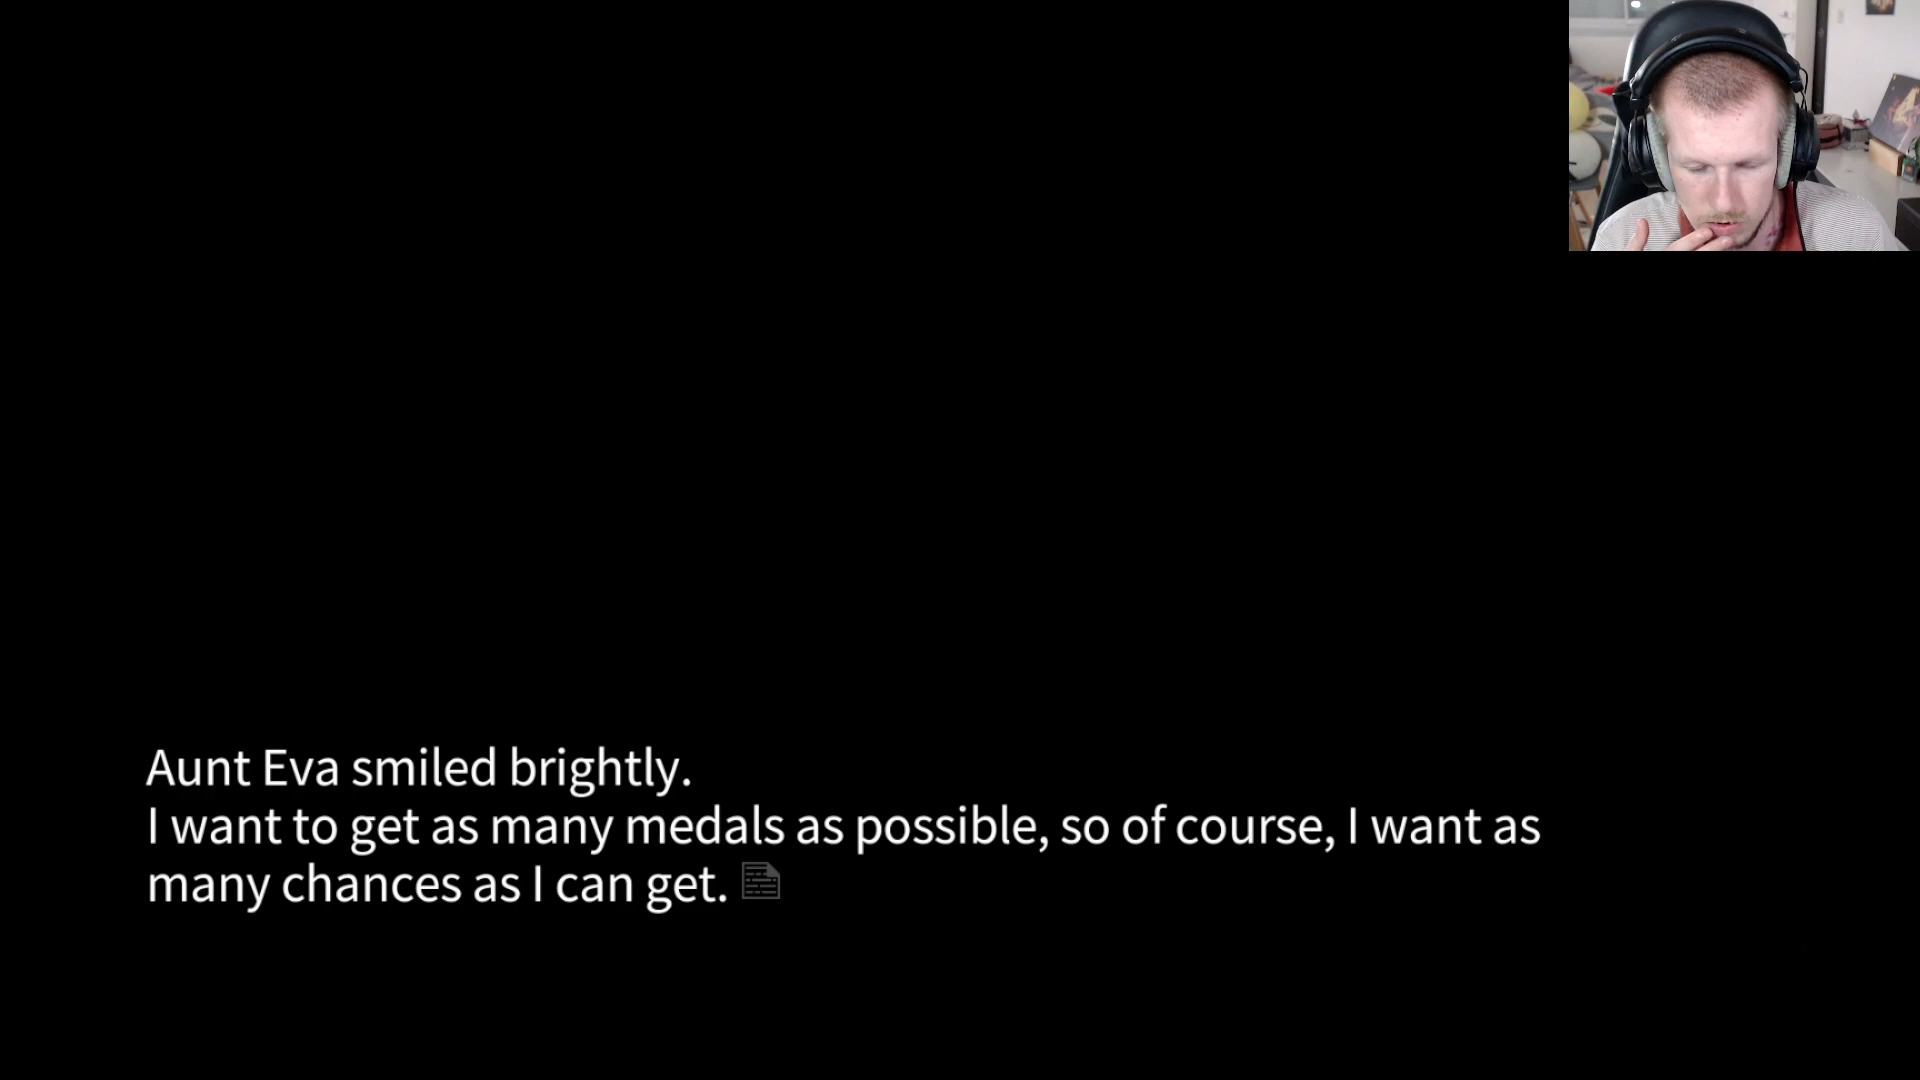 Aunt Eva smiled brightly.
I want to get as many medals as possible, so of course, I want as
many chances as I can get.